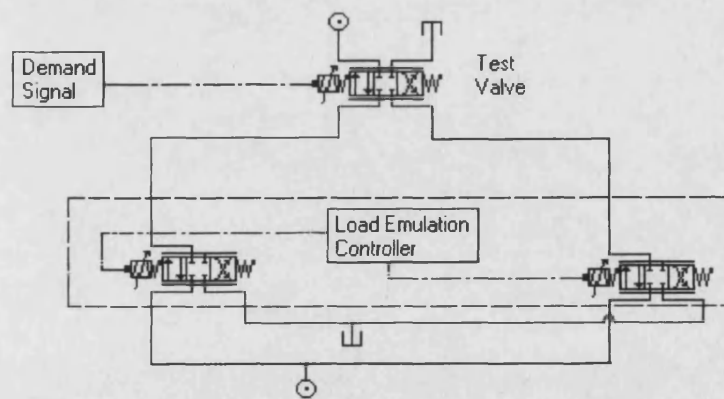 Demand
Signal
Test
Valve
Load Emulation
Controller